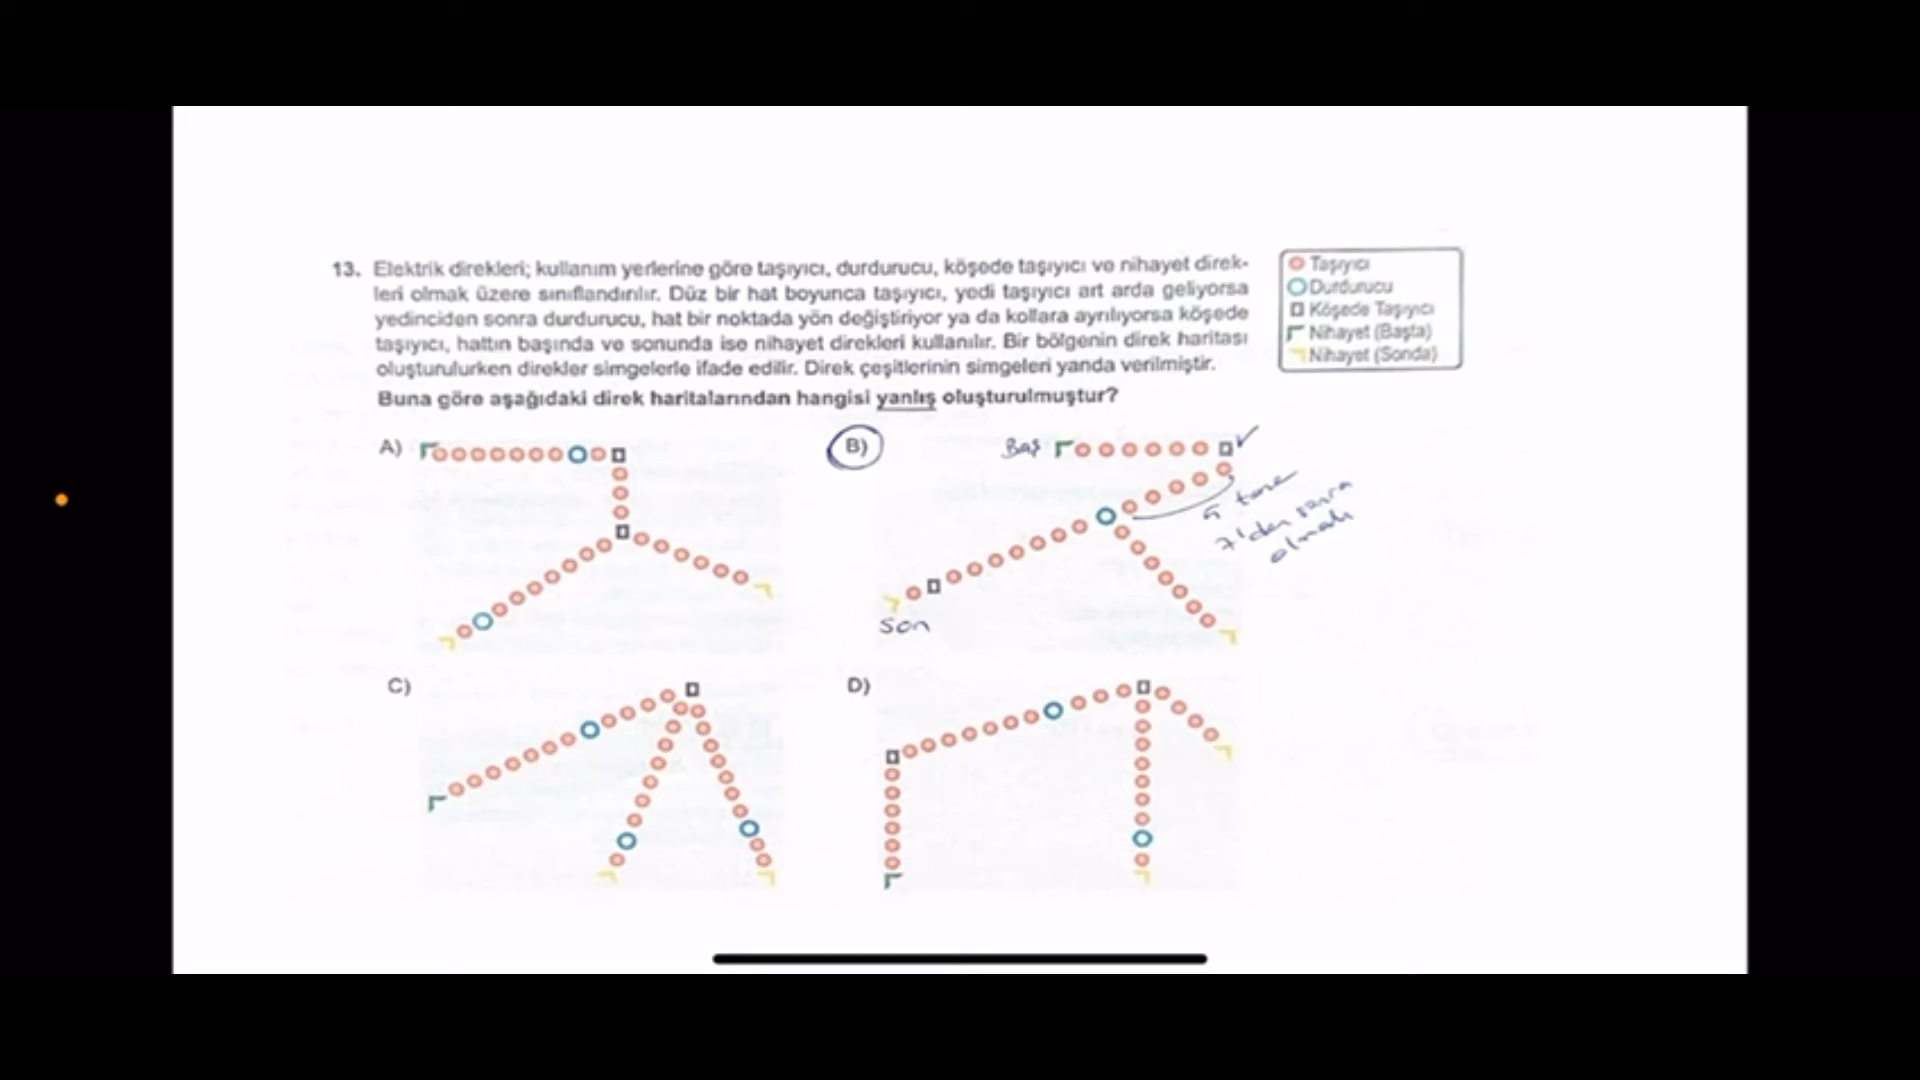 13. Elektrik direkleri; kullanım yerlerine göre taşıyıcı, durdurucu, köşede taşıyıcı ve nihayet direk-
leri olmak üzere sınıflandırılır. Düz bir hat boyunca taşıyıcı, yedi taşıyıcı art arda geliyorsa
yedinciden sonra durdurucu, hat bir noktada yön değiştiriyor ya da kollara ayrılıyorsa köşede
taşıyıcı, hattın başında ve sonunda ise nihayet direkleri kullanılır. Bir bölgenin direk haritası
oluşturulurken direkler simgelerle ifade edilir. Direk çeşitlerinin simgeleri yanda verilmiştir.
Buna göre aşağıdaki direk haritalarından hangisi yanlış oluşturulmuştur?
Taşıyıcı
Durdurucu
Köşede Taşıyıcı
Nihayet (Başta)
Nihayet (Sonda)
A)
B)
Baş
tane
7'den sonra
olmalı
Son
C)
D)